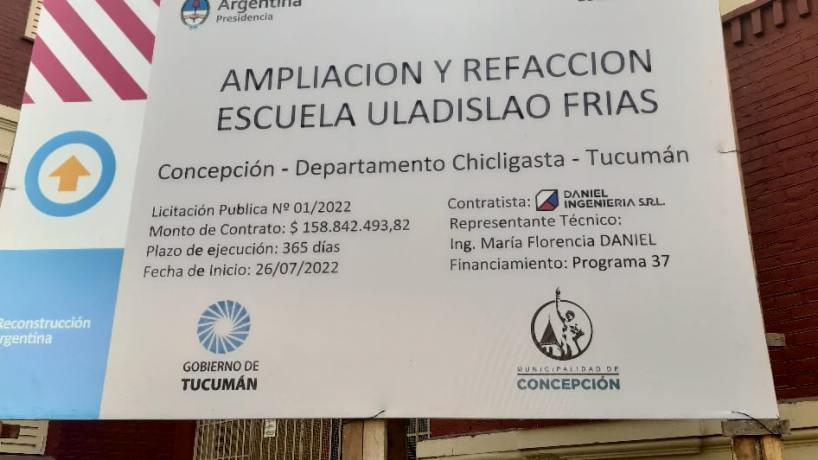 Argentina
Presidencia
AMPLIACION Y REFACCION
ESCUELA ULADISLAO FRIAS
Concepción - Departamento Chicligasta - Tucumán
Licitación Publica Nº 01/2022
Monto de Contrato: $ 158.842.493,82
Plazo de ejecución: 365 días
Fecha de Inicio: 26/07/2022
Contratista: DANIEL INGENIERIA S.R.L.
Representante Técnico:
Ing. María Florencia DANIEL
Financiamiento: Programa 37
Reconstrucción
Argentina
GOBIERNO DE
TUCUMÁN
MUNICIPALIDAD DE
CONCEPCIÓN